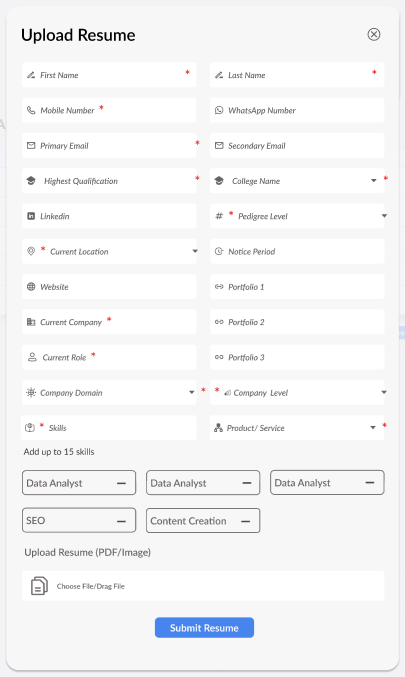 Upload Resume
First Name *
Last Name *
Mobile Number *
WhatsApp Number
Primary Email *
Secondary Email
Highest Qualification *
College Name *
Linkedin
# * Pedigree Level
* Current Location
Notice Period
Website
Portfolio 1
Current Company *
Portfolio 2
Current Role *
Portfolio 3
Company Domain *
* Company Level
* Skills
Product/ Service *
Add up to 15 skills
Data Analyst
Data Analyst
Data Analyst
SEO
Content Creation
Upload Resume (PDF/Image)
Choose File/Drag File
Submit Resume